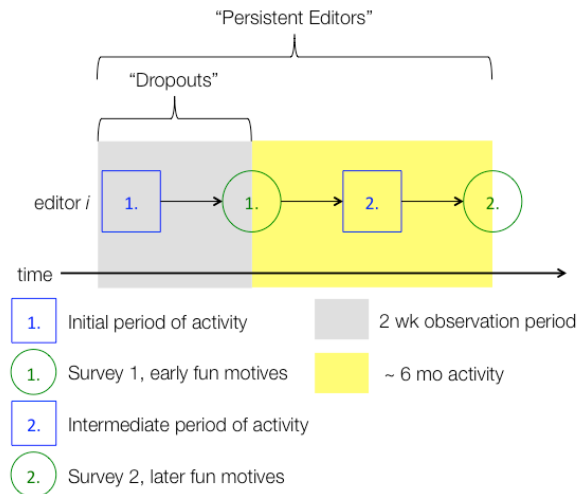 “Persistent Editors”
“Dropouts”
editor i
1.
1.
2.
2.
time
1.
Initial period of activity
2 wk observation period
1.
Survey 1, early fun motives
~ 6 mo activity
2.
Intermediate period of activity
2.
Survey 2, later fun motives